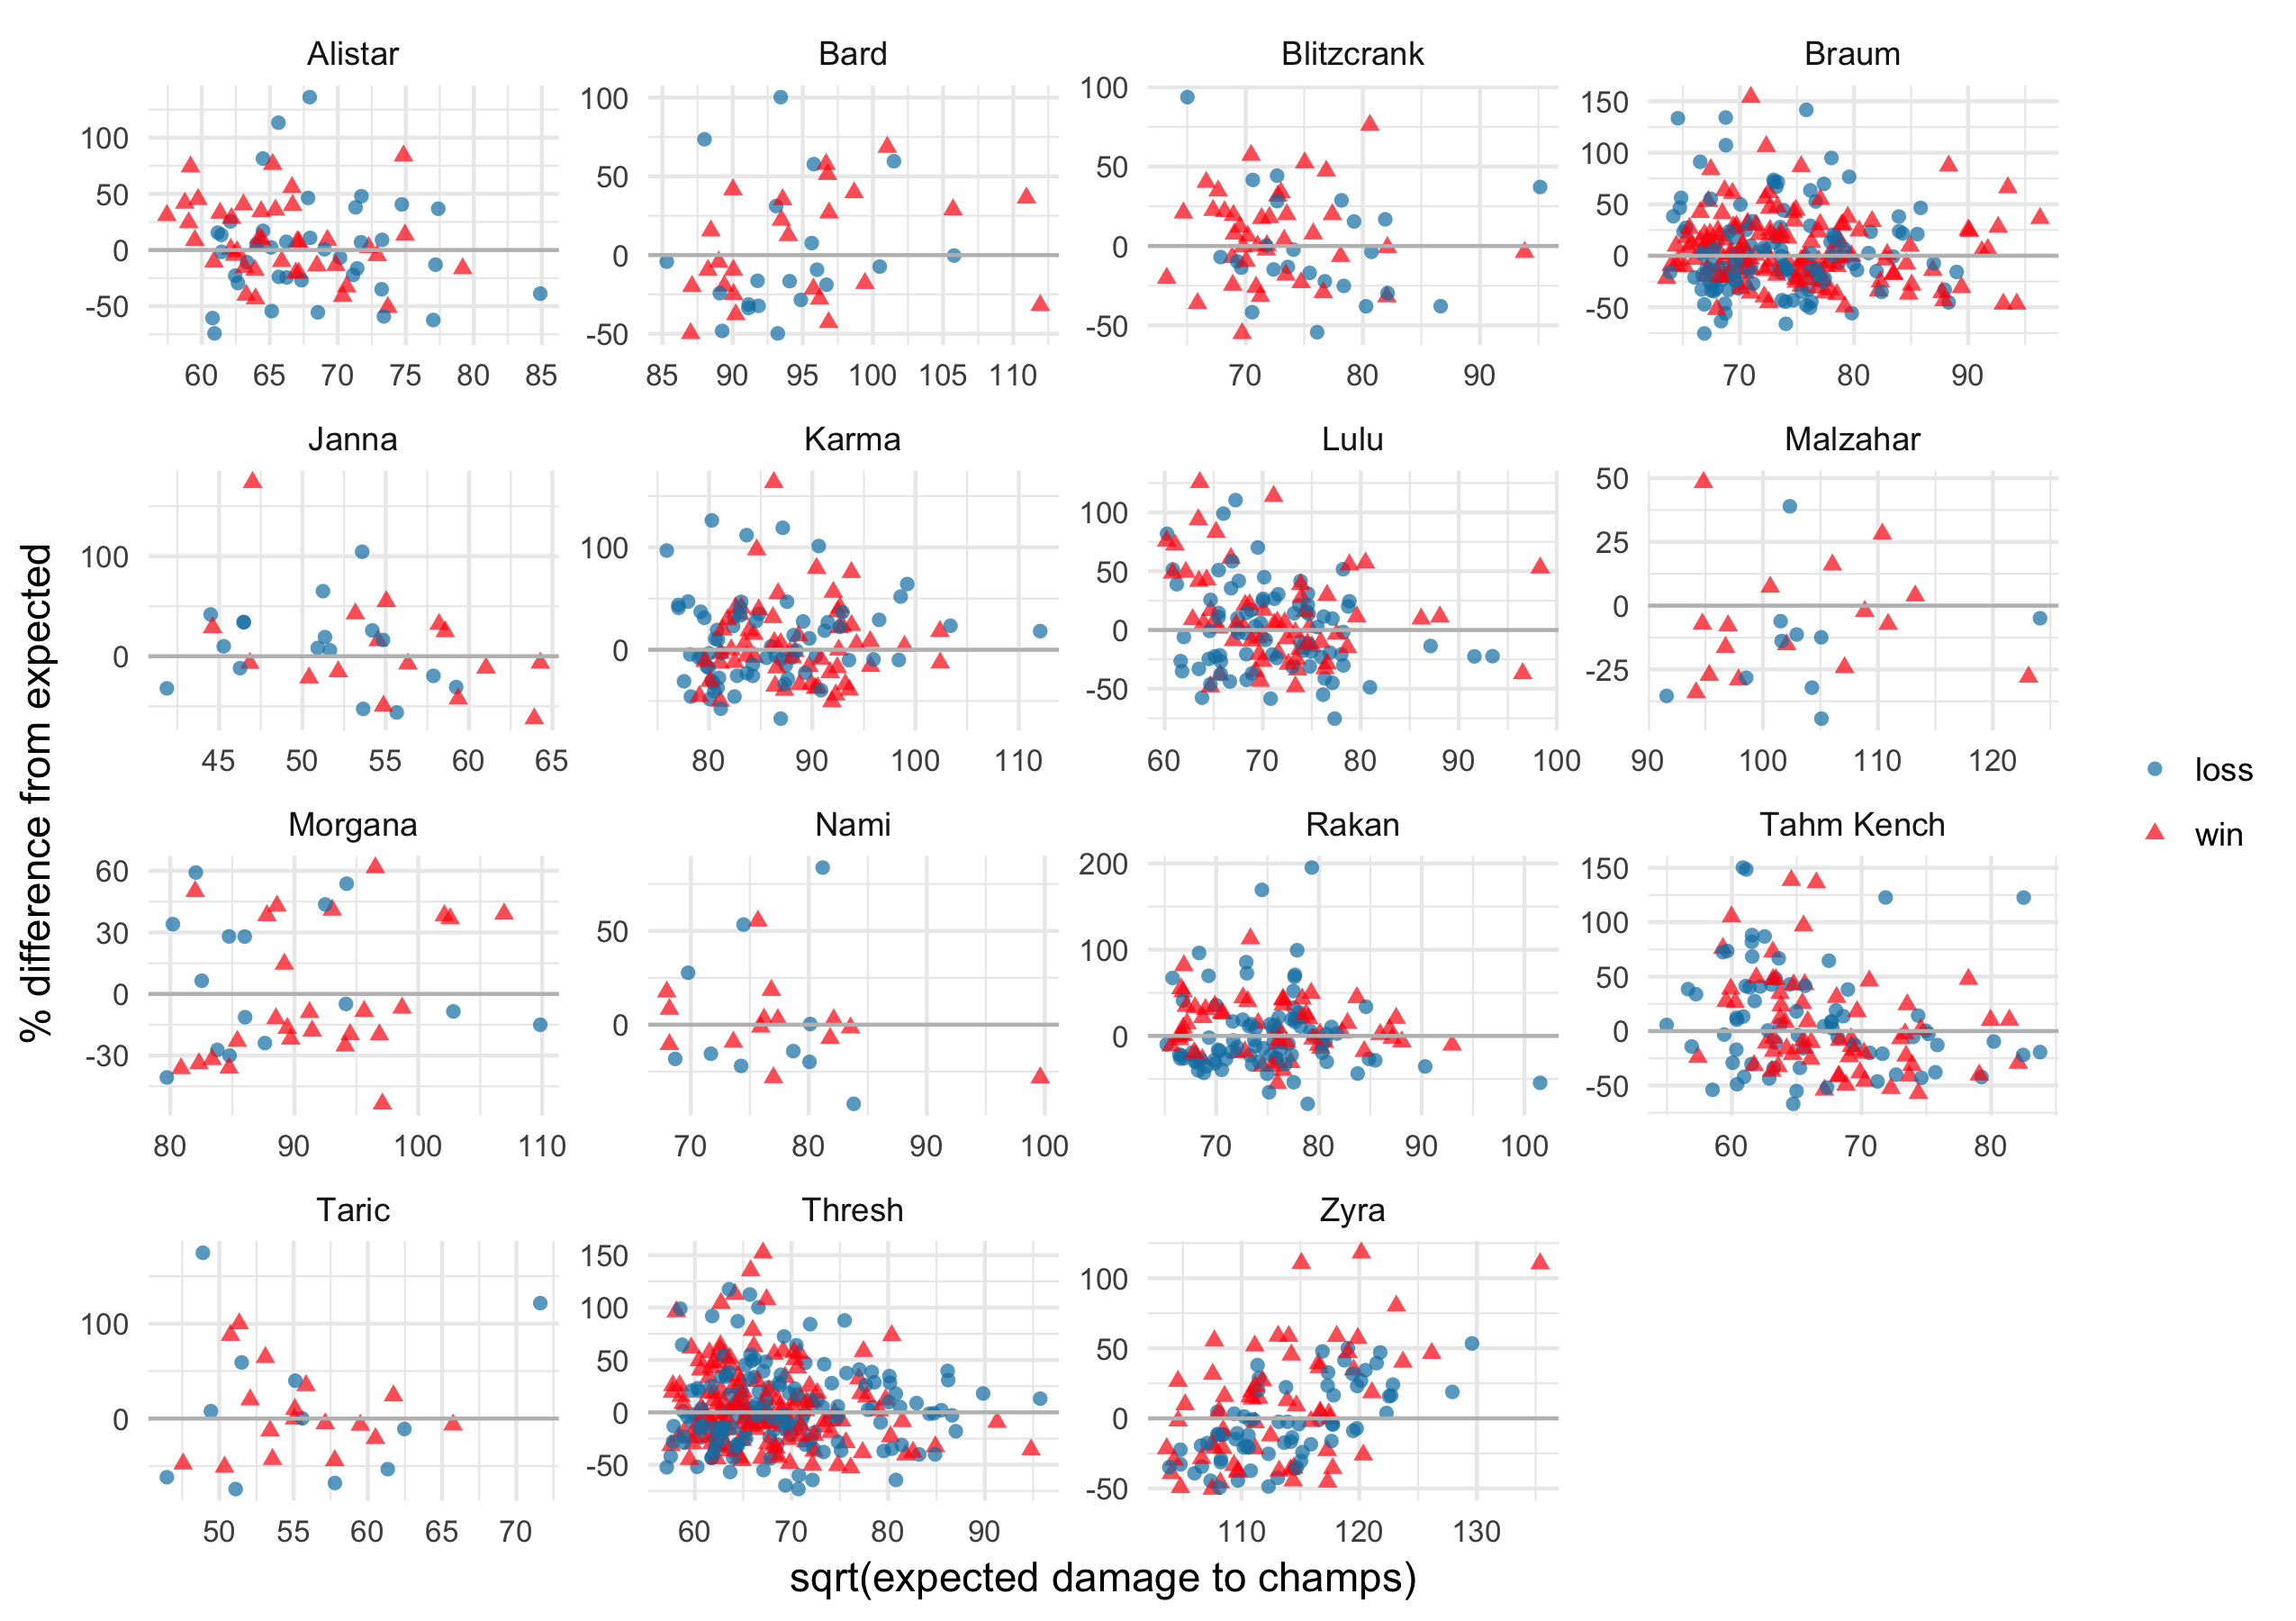 Alistar Bard Blitzcrank Braum
100
50
0
-50
60 65 70 75 80 85
100
50
0
-50
85 90 95 100 105 110
100
50
0
-50
70 80 90
150
100
50
0
-50
70 80 90
Janna Karma Lulu Malzahar
100
0
45 50 55 60 65
100
0
80 90 100 110
100
50
0
-50
60 70 80 90 100
50
25
0
-25
90 100 110 120
Morgana Nami Rakan Tahm Kench
60
30
0
-30
80 90 100 110
50
0
70 80 90 100
200
100
0
70 80 90 100
150
100
50
0
-50
60 70 80
Taric Thresh Zyra
100
0
50 55 60 65 70
150
100
50
0
-50
60 70 80 90
100
50
0
-50
110 120 130
% difference from expected
sqrt(expected damage to champs)
loss
win